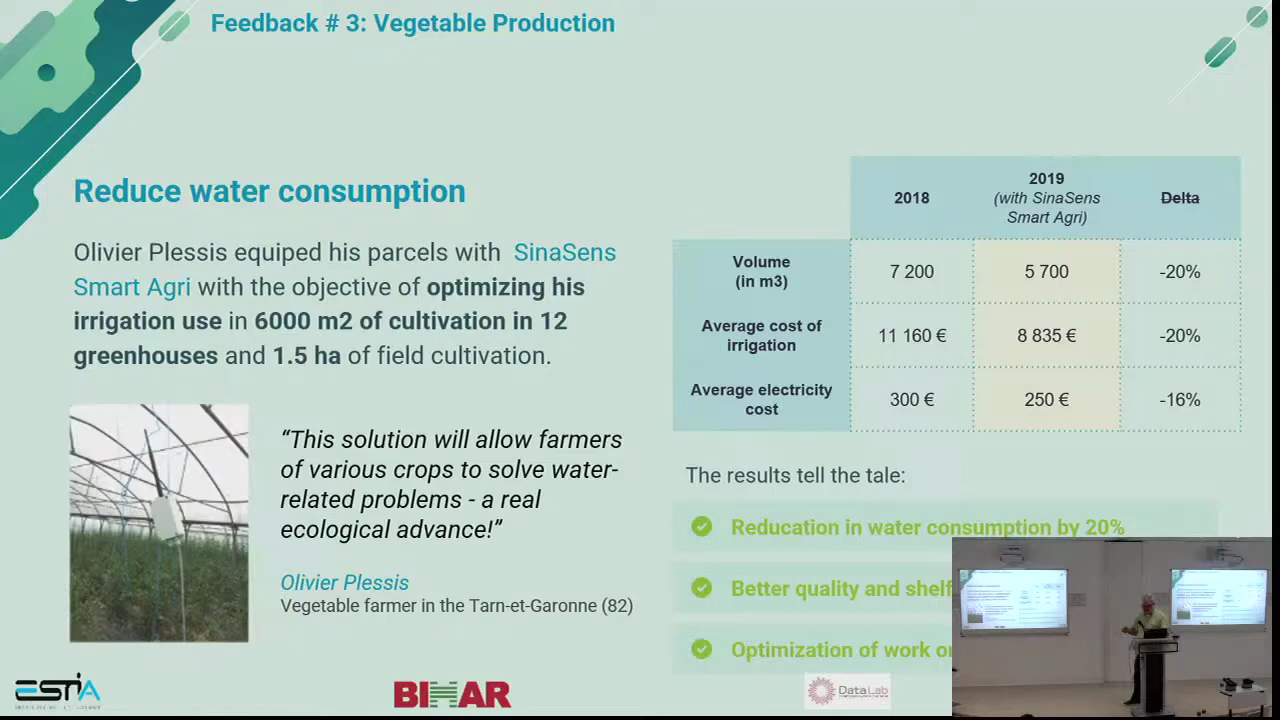 Feedback # 3: Vegetable Production
Reduce water consumption
Olivier Plessis equiped his parcels with SinaSens
Smart Agri with the objective of optimizing his
irrigation use in 6000 m2 of cultivation in 12
greenhouses and 1.5 ha of field cultivation.
“This solution will allow farmers
of various crops to solve water-
related problems - a real
ecological advance!”
Olivier Plessis
Vegetable farmer in the Tarn-et-Garonne (82)
2018
2019
(with SinaSens
Smart Agri)
Delta
Volume
(in m3)
7 200
5 700
-20%
Average cost of
irrigation
11 160 €
8 835 €
-20%
Average electricity
cost
300 €
250 €
-16%
The results tell the tale:
Reducation in water consumption by 20%
Better quality and shelf
Optimization of work
ESTIA
BIHAR
DataLab